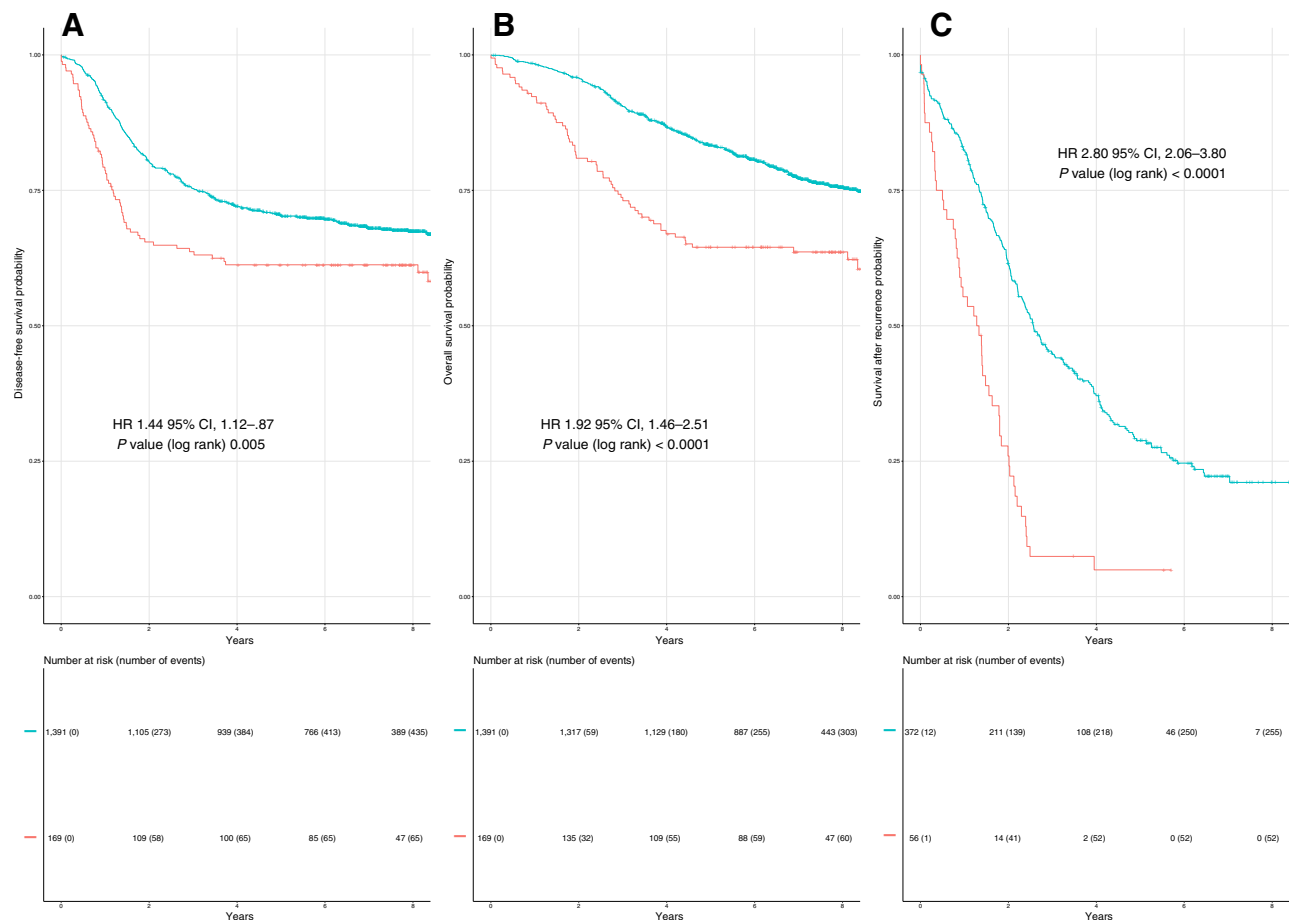 A
1.00
0.75
0.50
0.25
0.00
Disease-free survival probability
HR 1.44 95% CI, 1.12–.87
P value (log rank) 0.005
0 2 4 6 8
Years
B
1.00
0.75
0.50
0.25
0.00
Overall survival probability
HR 1.92 95% CI, 1.46–2.51
P value (log rank) < 0.0001
0 2 4 6 8
Years
C
1.00
0.75
0.50
0.25
0.00
Survival after recurrence probability
HR 2.80 95% CI, 2.06–3.80
P value (log rank) < 0.0001
0 2 4 6 8
Years
Number at risk (number of events)
1,391 (0) 1,105 (273) 939 (384) 766 (413) 389 (435)
169 (0) 109 (58) 100 (65) 85 (65) 47 (65)
0 2 4 6 8
Years
Number at risk (number of events)
1,391 (0) 1,317 (59) 1,129 (180) 887 (255) 443 (303)
169 (0) 135 (32) 109 (55) 88 (59) 47 (60)
0 2 4 6 8
Years
Number at risk (number of events)
372 (12) 211 (139) 108 (218) 46 (250) 7 (255)
56 (1) 14 (41) 2 (52) 0 (52) 0 (52)
0 2 4 6 8
Years